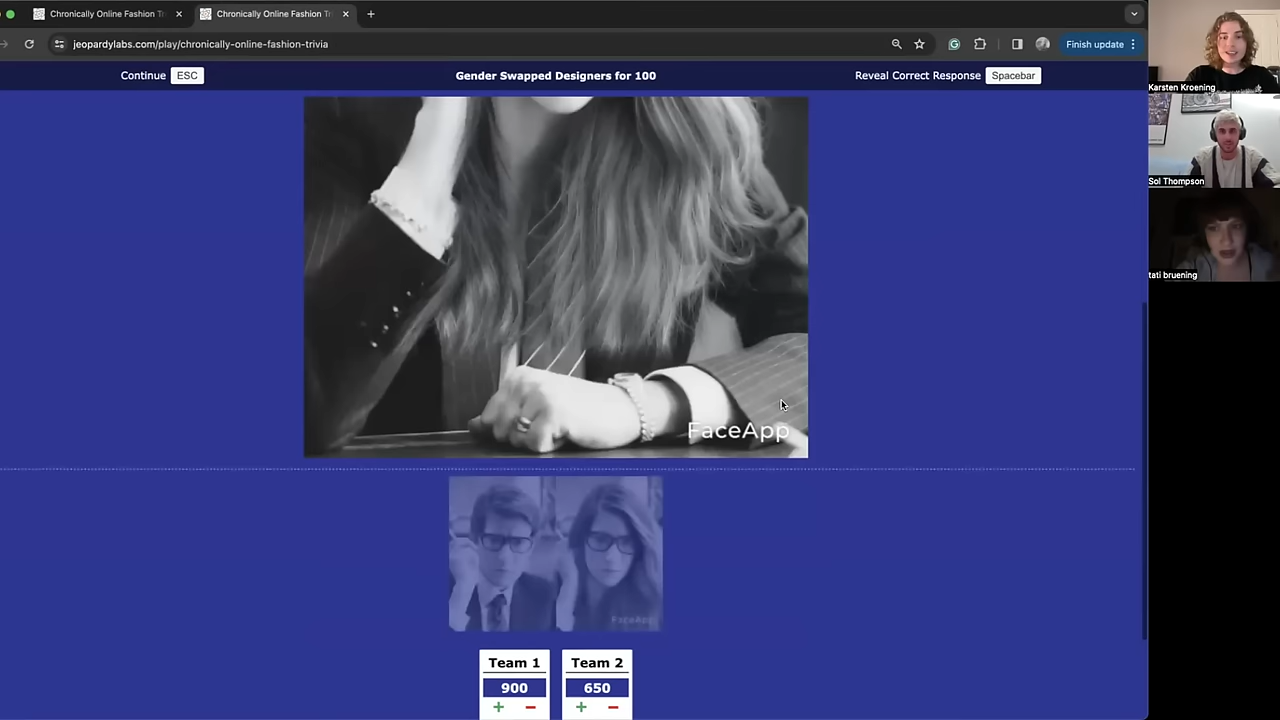 Chronically Online Fashion Tr
Chronically Online Fashion Tr
jeopardylabs.com/play/chronically-online-fashion-trivia
Finish update
Continue ESC
Gender Swapped Designers for 100
Reveal Correct Response Spacebar
Karsten Kroening
Sol Thompson
tati bruening
FaceApp
FaceApp
Team 1
Team 2
900
650